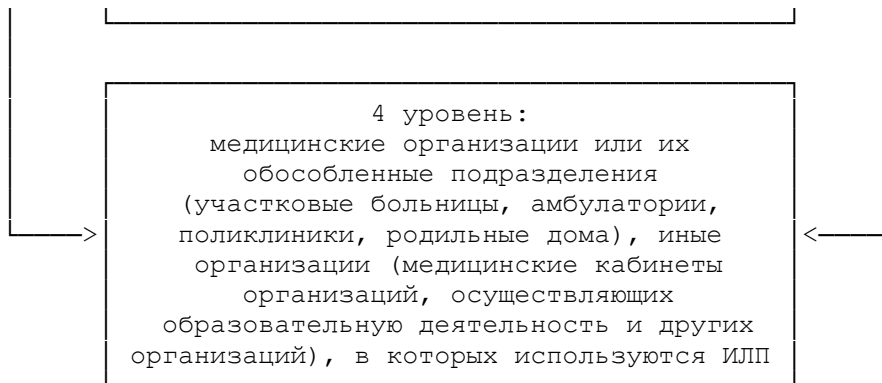 4 уровень:
медицинские организации или их
обособленные подразделения
(участковые больницы, амбулатории,
поликлиники, родильные дома), иные
организации (медицинские кабинеты
организаций, осуществляющих
образовательную деятельность и других
организаций), в которых используются ИЛП